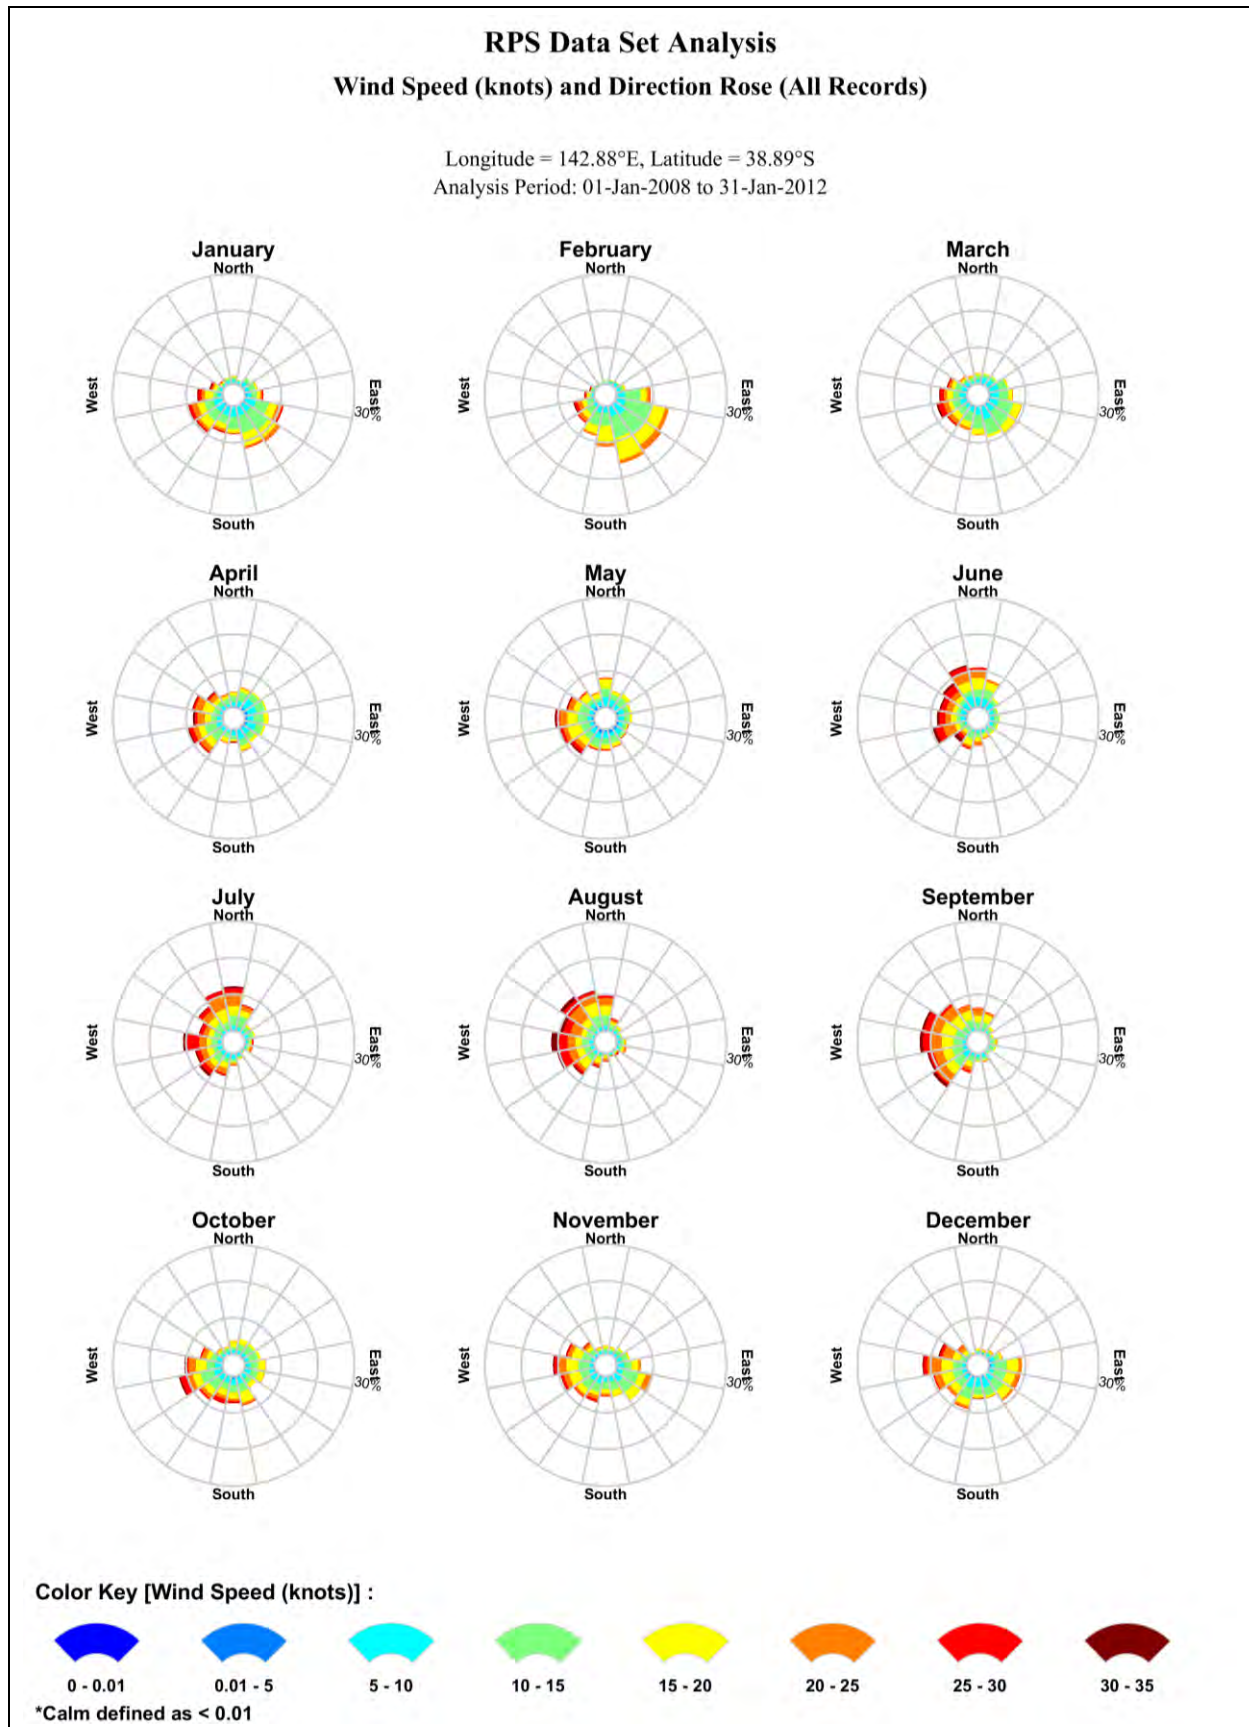 RPS Data Set Analysis
Wind Speed (knots) and Direction Rose (All Records)
Longitude = 142.88°E, Latitude = 38.89°S
Analysis Period: 01-Jan-2008 to 31-Jan-2012
January
North
West
East
30%
South
February
North
West
East
30%
South
March
North
West
East
30%
South
April
North
West
East
30%
South
May
North
West
East
30%
South
June
North
West
East
30%
South
July
North
West
East
30%
South
August
North
West
East
30%
South
September
North
West
East
30%
South
October
North
West
East
30%
South
November
North
West
East
30%
South
December
North
West
East
30%
South
Color Key [Wind Speed (knots)] :
0 - 0.01 0.01 - 5 5 - 10 10 - 15 15 - 20 20 - 25 25 - 30 30 - 35
*Calm defined as < 0.01